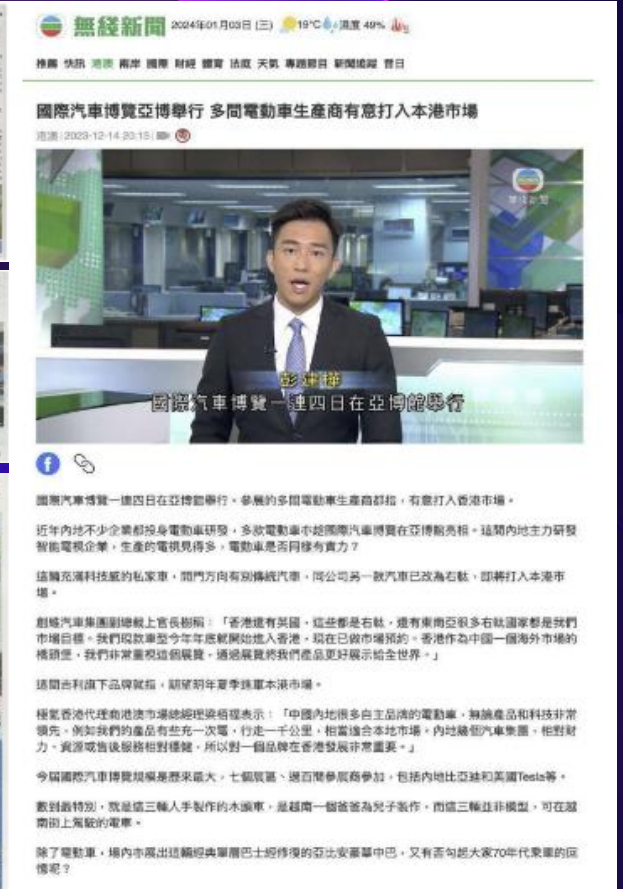 無綫新聞 2024年01月03日 (三) 19°C 濕度 49%
推薦 快訊 港澳 兩岸 國際 財經 體育 法庭 天氣 專題節目 新聞追蹤 昔日
國際汽車博覽亞博舉行 多間電動車生產商有意打入本港市場
港澳 | 2023-12-14 20:15 |
無綫新聞
彭建樺
國際汽車博覽一連四日在亞博館舉行
國際汽車博覽一連四日在亞博館舉行。參展的多間電動車生產商都指，有意打入香港市場。
近年內地不少企業都投身電動車研發，多款電動車亦趁國際汽車博覽在亞博館亮相。這間內地主力研發
智能電視企業，生產的電視見得多，電動車是否同樣有實力？
這輛充滿科技感的私家車，開門方向有別傳統汽車，同公司另一款汽車已改為右軚，即將打入本港市
場。
創維汽車集團副總裁上官長樹稱：「香港還有英國，這些都是右軚，還有東南亞很多右軚國家都是我們
市場目標。我們現款車型今年年底就開始進入香港，現在已做市場預約。香港作為中國一個海外市場的
橋頭堡，我們非常重視這個展覽，通過展覽將我們產品更好展示給全世界。」
這間吉利旗下品牌就指，期望明年夏季進軍本港市場。
極氪香港代理商港澳市場總經理梁栢福表示：「中國內地很多自主品牌的電動車，無論產品和科技非常
領先，例如我們的產品有些充一次電，行走一千公里，相當適合本地市場。內地幾個汽車集團，相對財
力、資源或售後服務相對穩健，所以對一個品牌在香港發展非常重要。」
今屆國際汽車博覽規模是歷來最大，七個展區、過百間參展商參加，包括內地比亞迪和美國Tesla等。
數到最特別，就是這三輛人手製作的木頭車，是越南一個爸爸為兒子製作，而這三輛並非模型，可在越
南街上駕駛的電車。
除了電動車，場內亦展出這輛經典單層巴士經修復的亞比安豪華中巴，又有否勾起大家70年代乘車的回
憶呢？